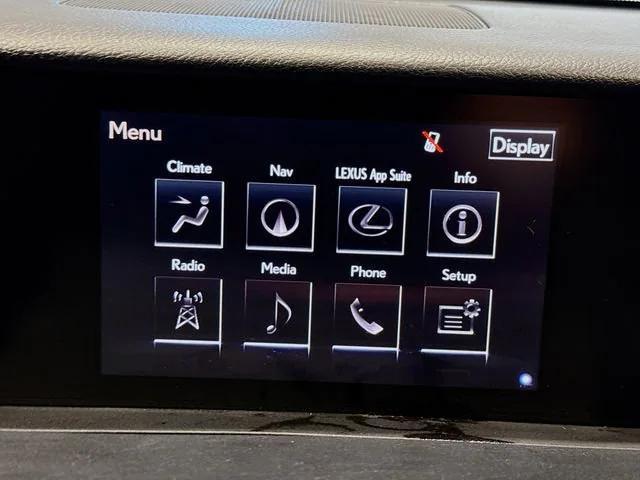 Menu
Display
Climate
Nav
LEXUS App Suite
Info
Radio
Media
Phone
Setup